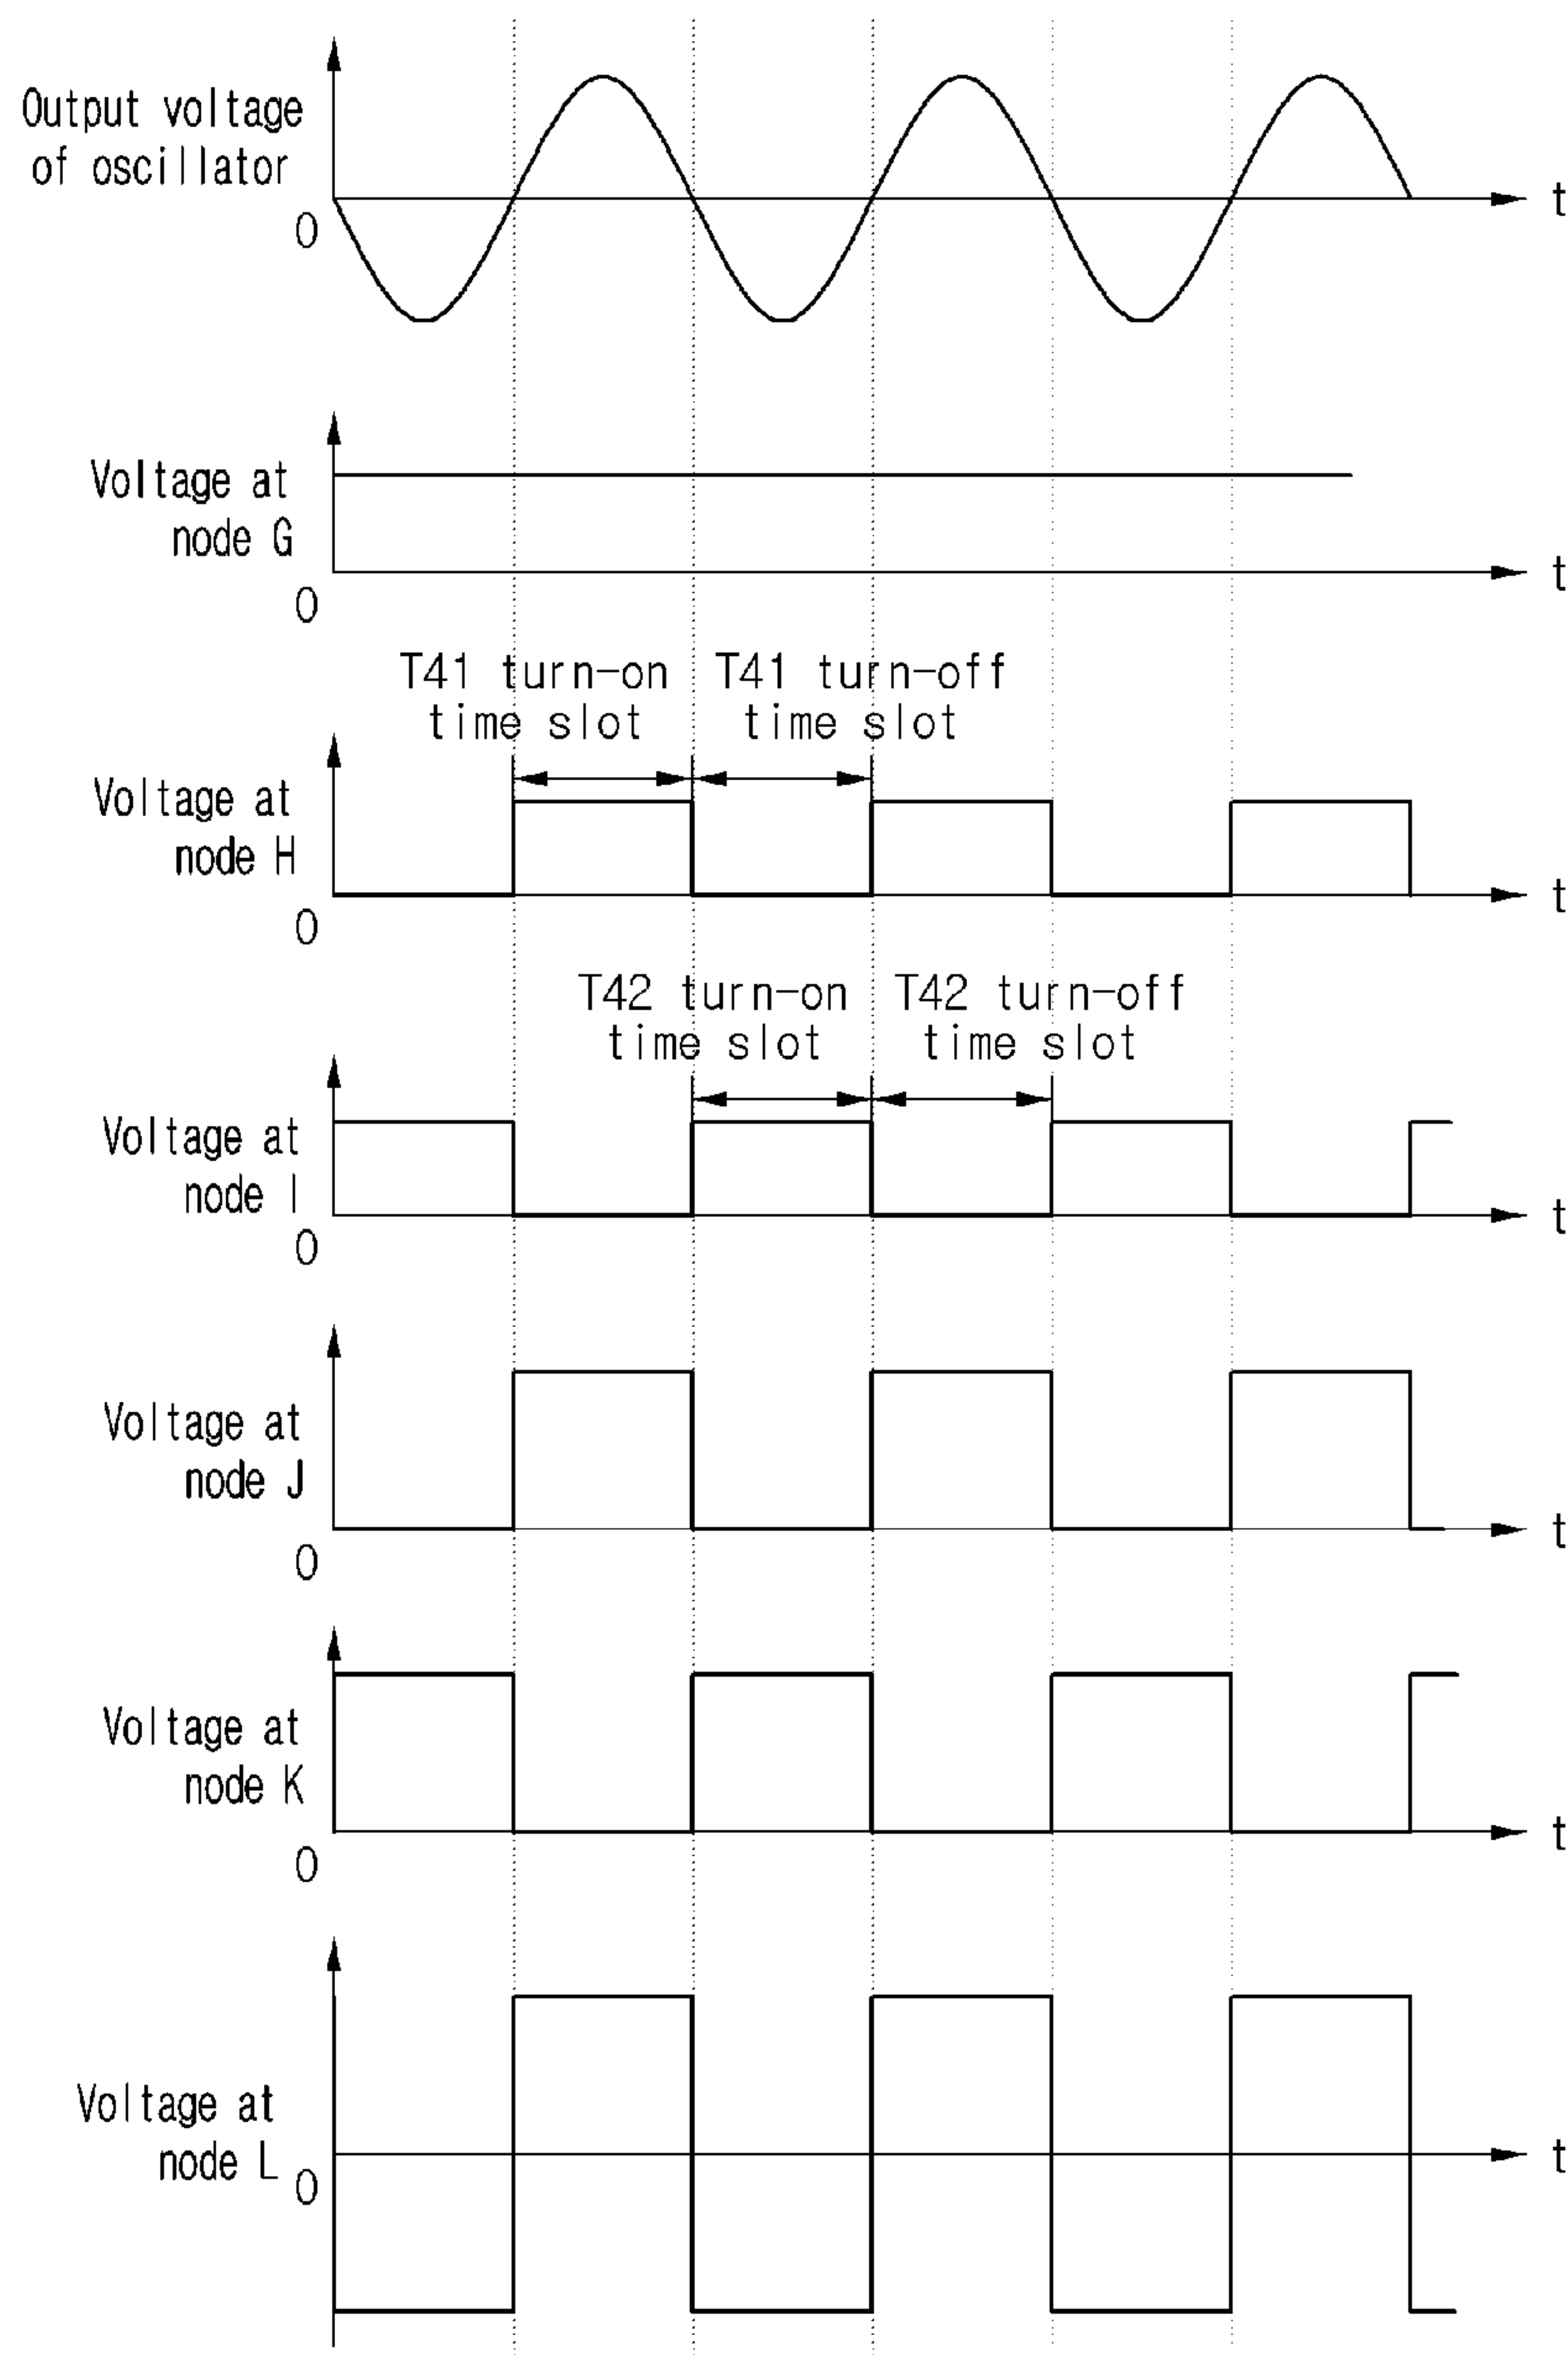 Output voltage
of oscillator
0
t
Voltage at
node G
0
t
T41 turn-on
time slot
T41 turn-off
time slot
Voltage at
node H
0
t
T42 turn-on
time slot
T42 turn-off
time slot
Voltage at
node I
0
t
Voltage at
node J
0
t
Voltage at
node K
0
t
Voltage at
node L
0
t